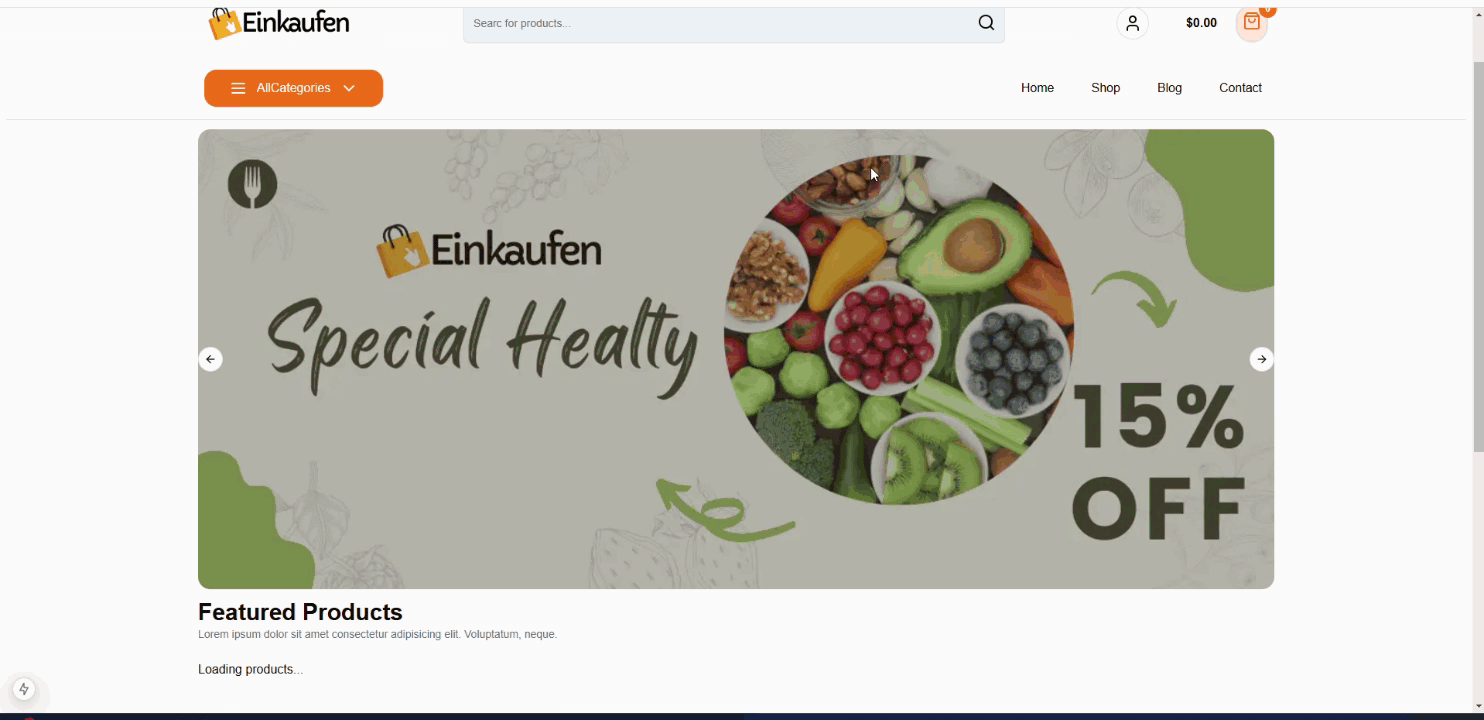 Einkaufen
Searc for products...
$0.00
AllCategories
Home
Shop
Blog
Contact
Einkaufen
Special Healty
15%
OFF
Featured Products
Lorem ipsum dolor sit amet consectetur adipisicing elit. Voluptatum, neque.
Loading products...